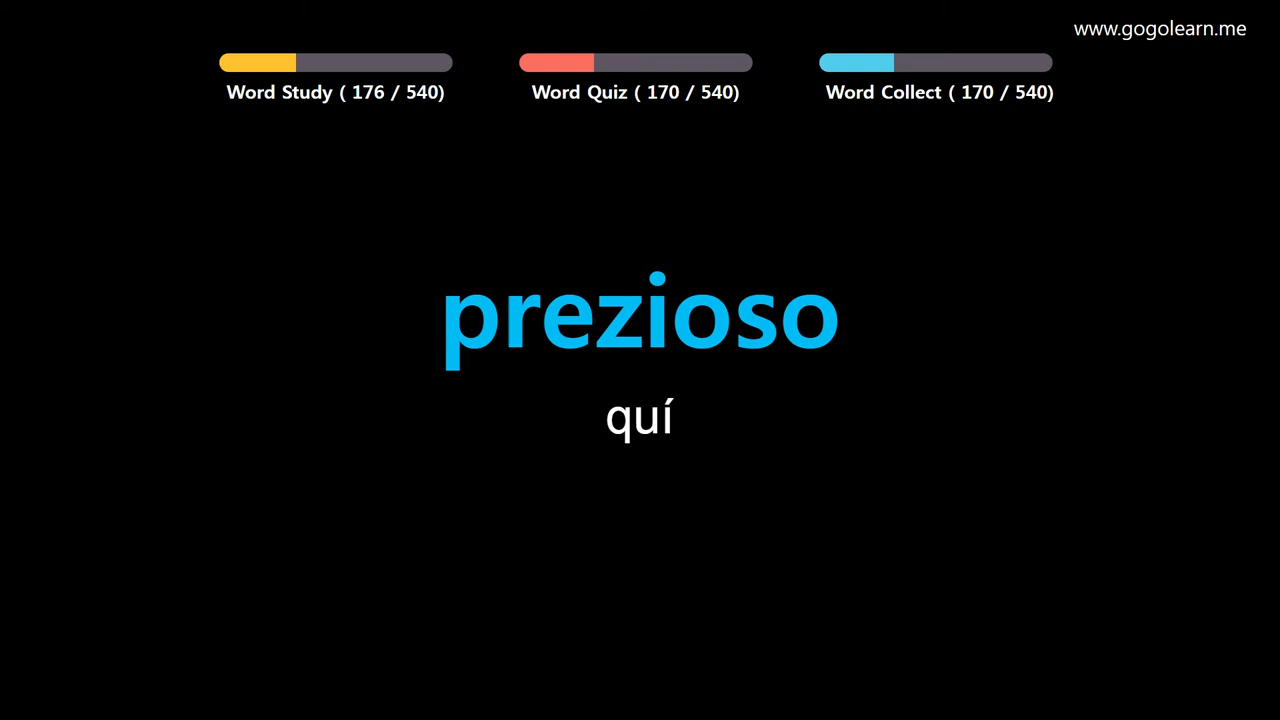 www.gogolearn.me
Word Study ( 176 / 540)
Word Quiz ( 170 / 540)
Word Collect ( 170 / 540)
prezioso
quí